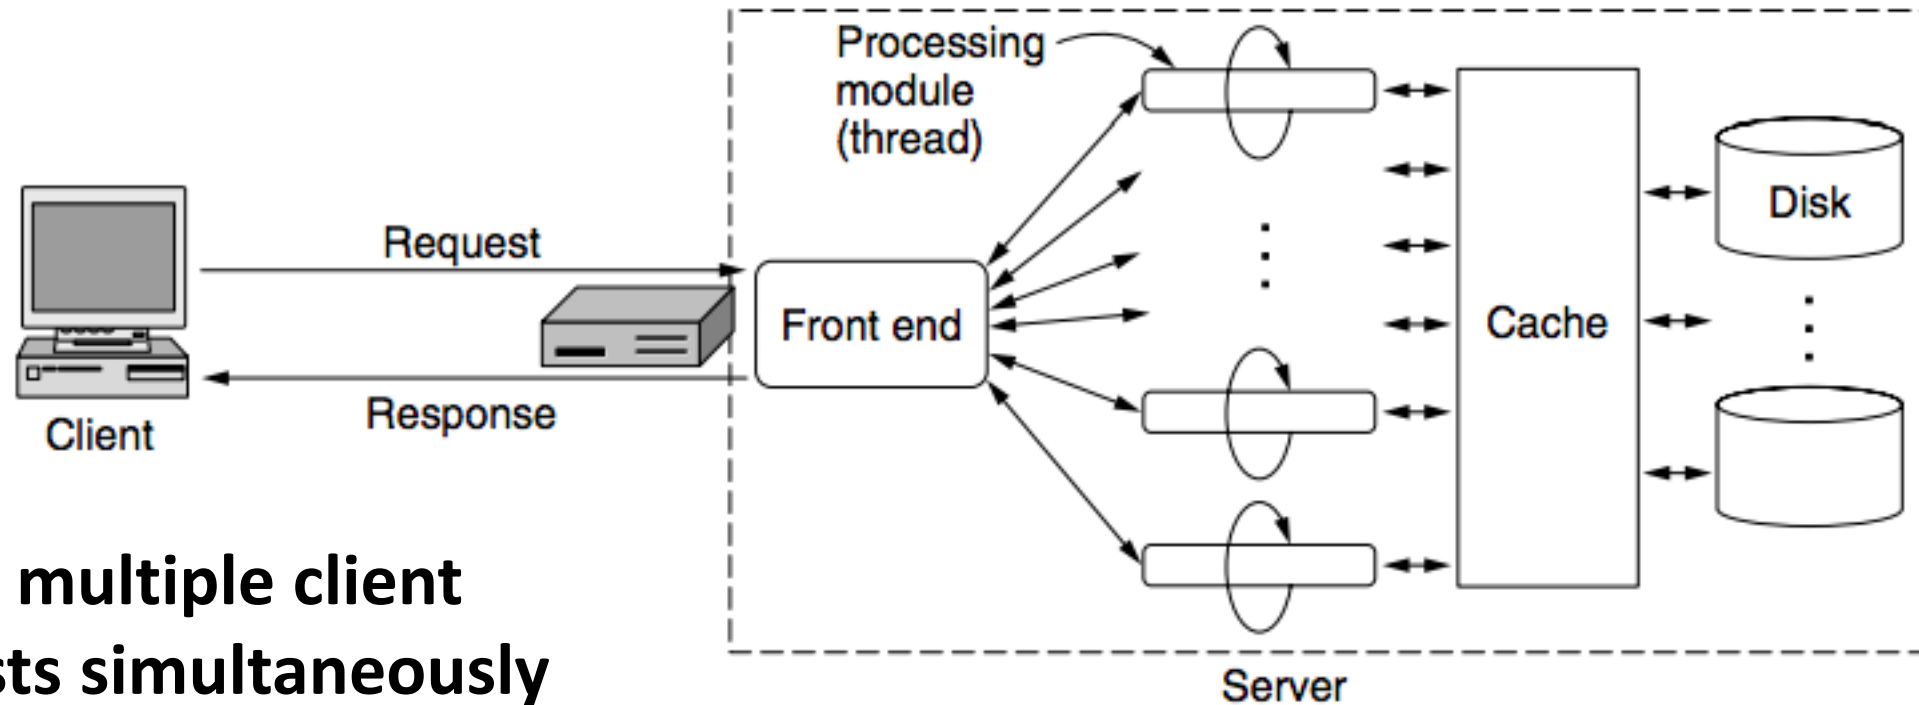 Processing
module
(thread)
Disk
Request
Front end
Cache
Response
Client
multiple client
sts simultaneously
Server